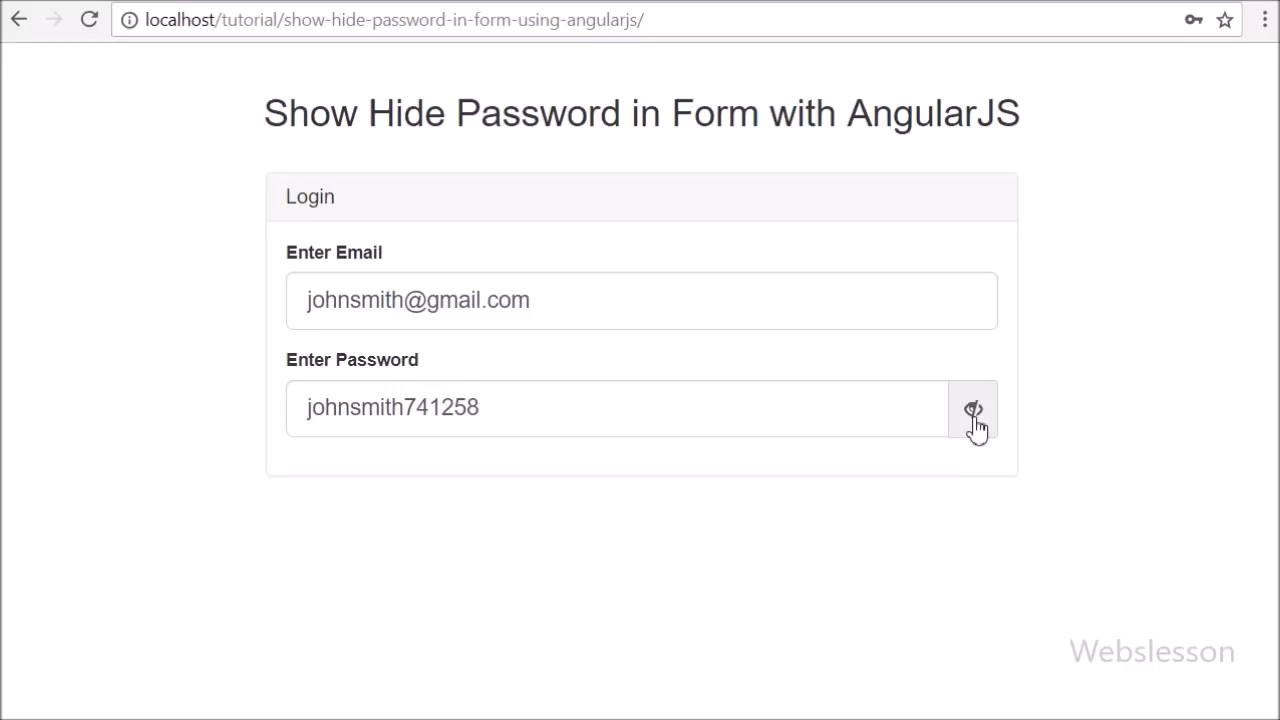 localhost/tutorial/show-hide-password-in-form-using-angularjs/
Show Hide Password in Form with AngularJS
Login
Enter Email
johnsmith@gmail.com
Enter Password
johnsmith741258
Webslesson